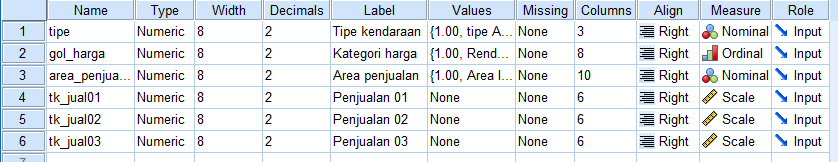 Name Type Width Decimals Label Values Missing Columns Align Measure Role
1 tipe Numeric 8 2 Tipe kendaraan {1.00, tipe A... None 3 Right Nominal Input
2 gol_harga Numeric 8 2 Kategori harga {1.00, Rend... None 8 Right Ordinal Input
3 area_penjua... Numeric 8 2 Area penjualan {1.00, Area l... None 10 Right Nominal Input
4 tk_jual01 Numeric 8 2 Penjualan 01 None None 6 Right Scale Input
5 tk_jual02 Numeric 8 2 Penjualan 02 None None 6 Right Scale Input
6 tk_jual03 Numeric 8 2 Penjualan 03 None None 6 Right Scale Input